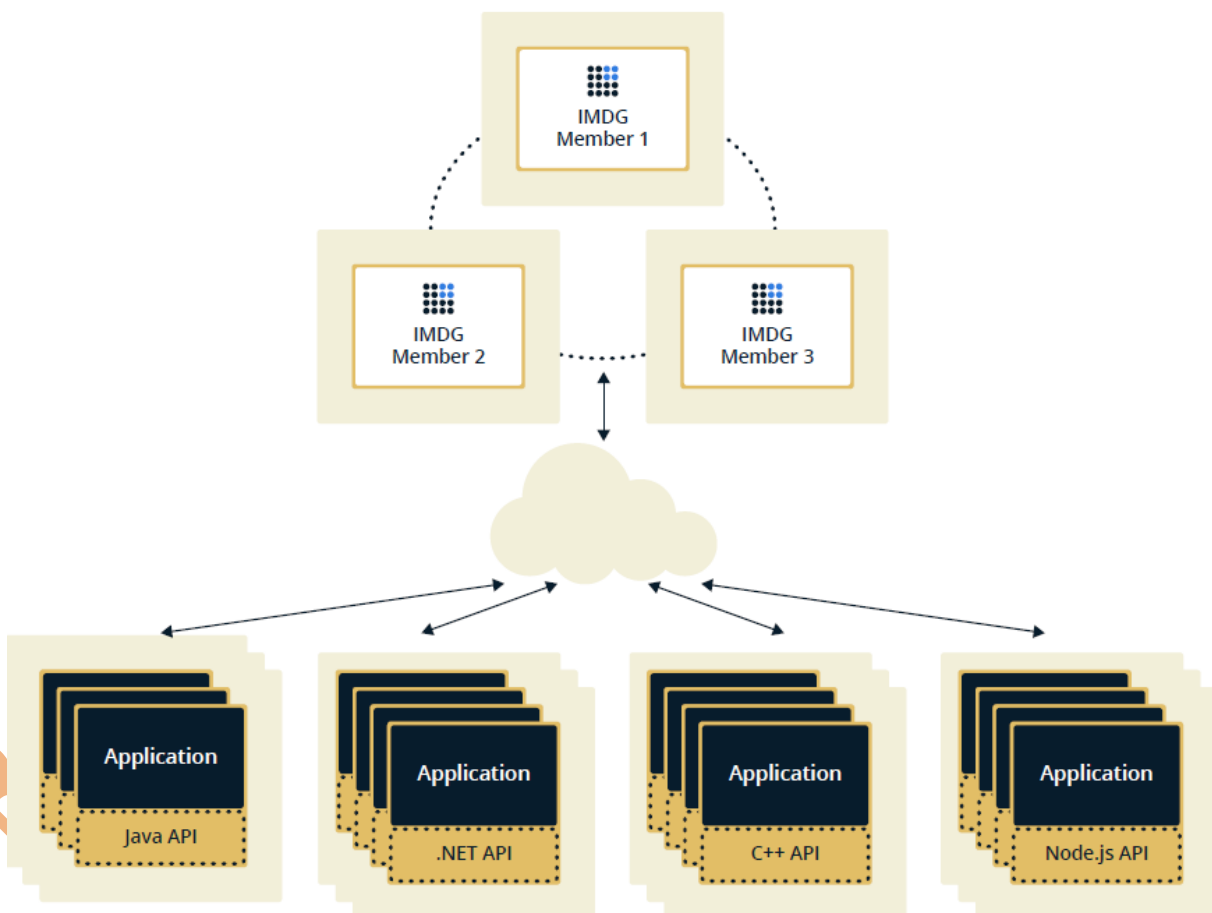 IMDG
Member 1
IMDG
Member 2
IMDG
Member 3
Application
Java API
Application
.NET API
Application
C++ API
Application
Node.js API